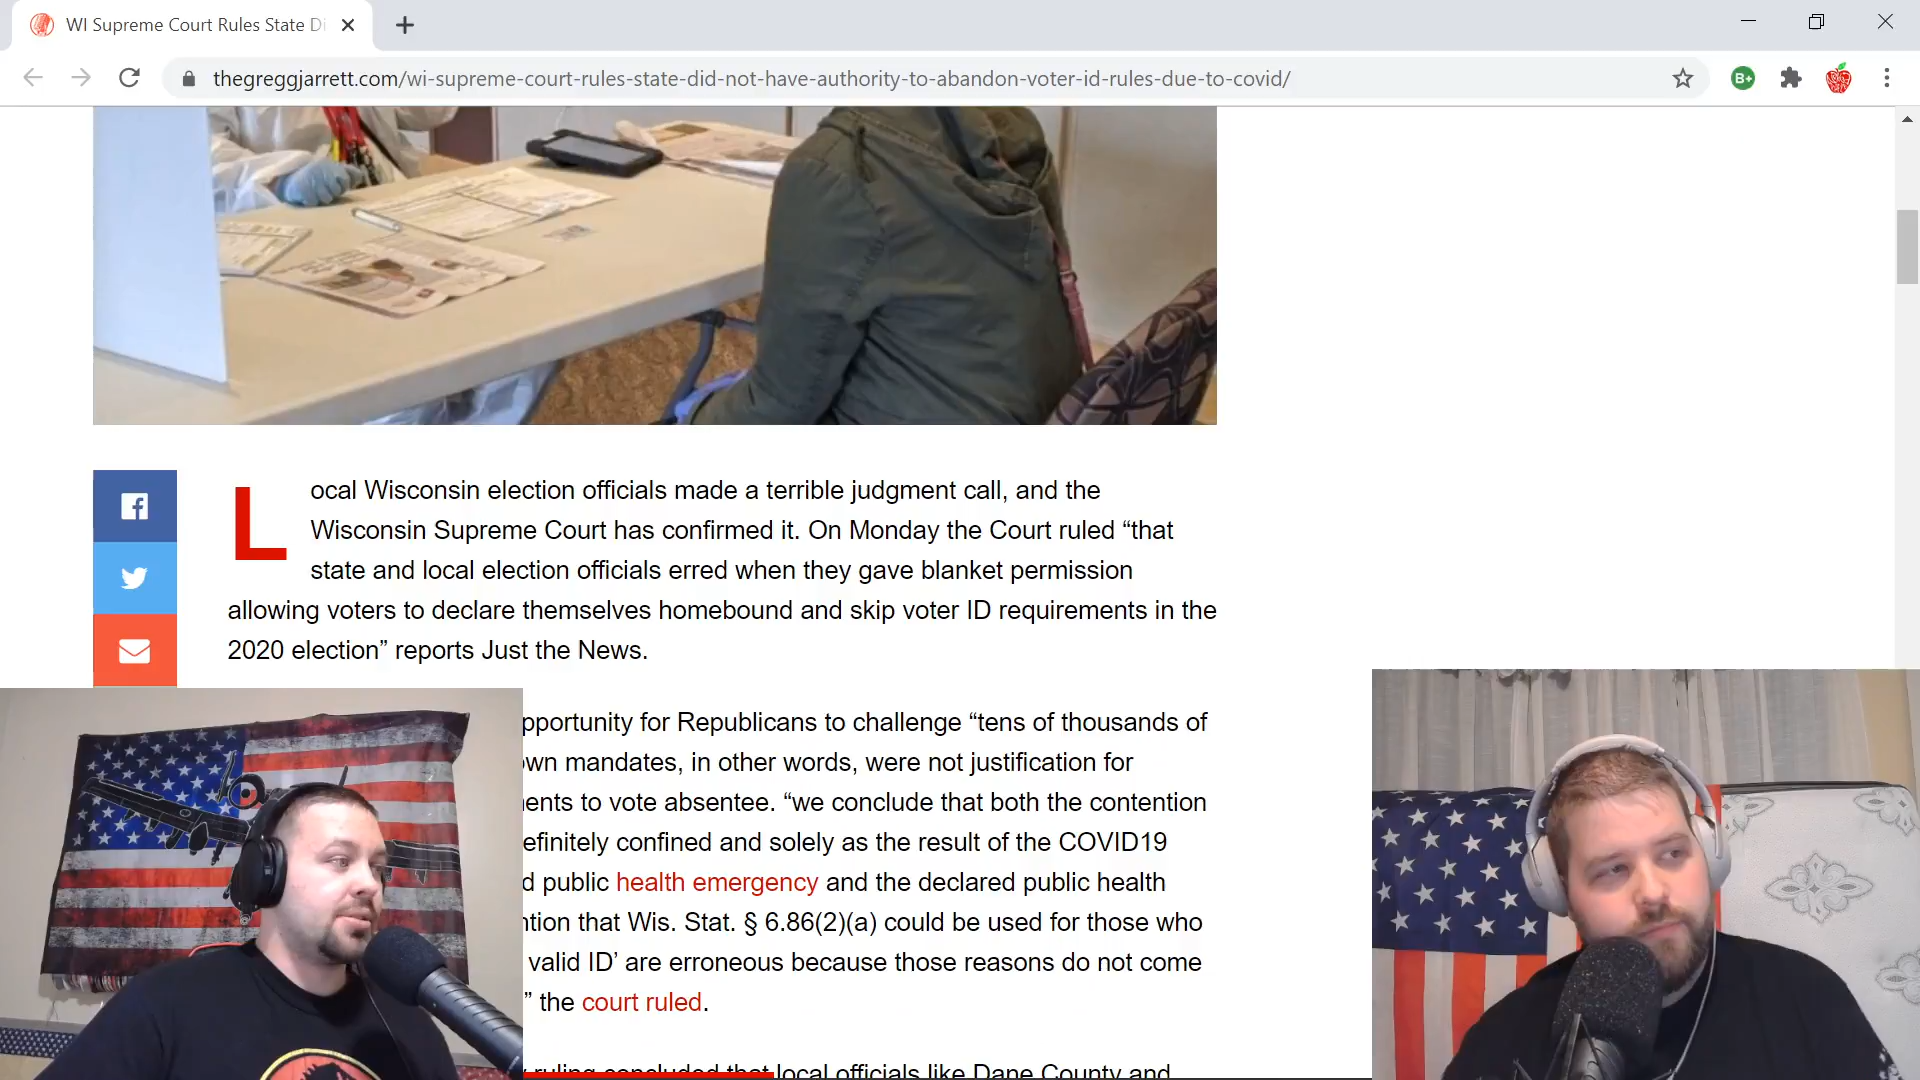 WI Supreme Court Rules State Di
thegreggjarrett.com/wi-supreme-court-rules-state-did-not-have-authority-to-abandon-voter-id-rules-due-to-covid/
B+
Local Wisconsin election officials made a terrible judgment call, and the
Wisconsin Supreme Court has confirmed it. On Monday the Court ruled “that
state and local election officials erred when they gave blanket permission
allowing voters to declare themselves homebound and skip voter ID requirements in the
2020 election” reports Just the News.
pportunity for Republicans to challenge “tens of thousands of
wn mandates, in other words, were not justification for
ents to vote absentee. “we conclude that both the contention
efinitely confined and solely as the result of the COVID19
d public health emergency and the declared public health
tion that Wis. Stat. § 6.86(2)(a) could be used for those who
valid ID’ are erroneous because those reasons do not come
” the court ruled.
ruling concluded that local officials like Dane County and